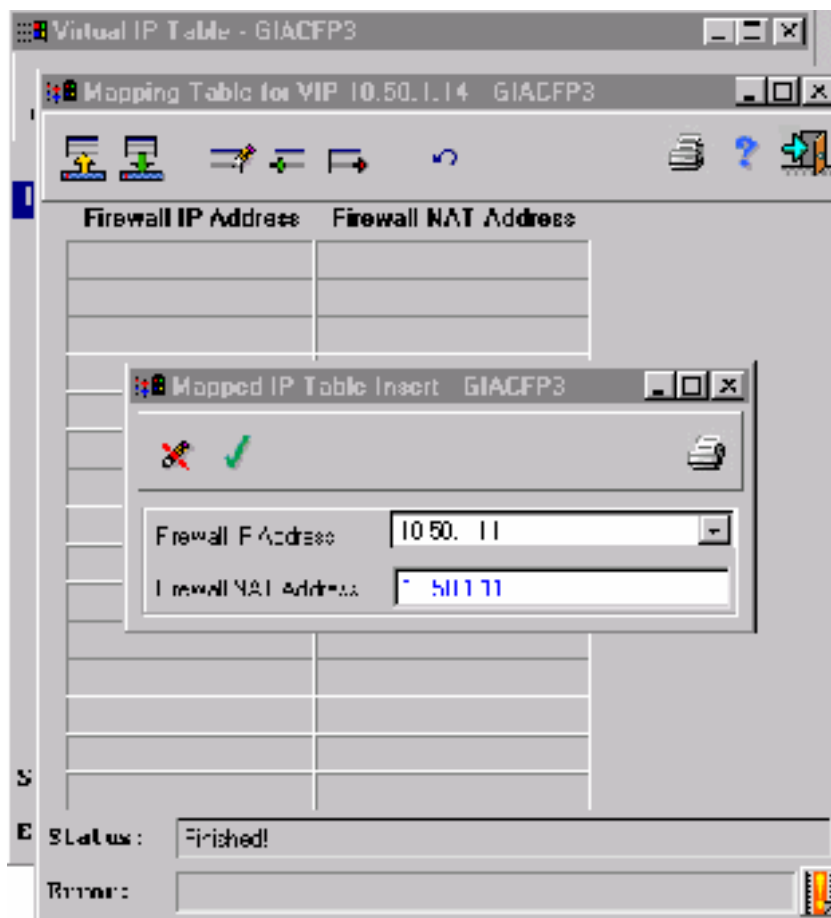 Virtual IP Table - GIACFP3
Mapping Table for VIP 10.50.1.14 GIACFP3
Firewall IP Address Firewall NAT Address
Mapped IP Table Insert GIACFP3
Firewall IP Address
Firewall NAT Address
S
E
Status: Finished!
Error: